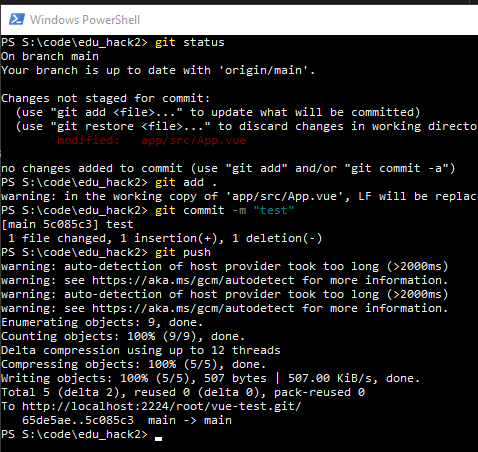 Windows PowerShell
PS S:\code\edu_hack2> git status
On branch main
Your branch is up to date with 'origin/main'.
Changes not staged for commit:
(use "git add <file>..." to update what will be committed)
(use "git restore <file>..." to discard changes in working directo
modified: app/src/App.vue
no changes added to commit (use "git add" and/or "git commit -a")
PS S:\code\edu_hack2> git add .
warning: in the working copy of 'app/src/App.vue', LF will be replac
PS S:\code\edu_hack2> git commit -m "test"
[main 5c085c3] test
1 file changed, 1 insertion(+), 1 deletion(-)
PS S:\code\edu_hack2> git push
warning: auto-detection of host provider took too long (>2000ms)
warning: see https://aka.ms/gcm/autodetect for more information.
warning: auto-detection of host provider took too long (>2000ms)
warning: see https://aka.ms/gcm/autodetect for more information.
Enumerating objects: 9, done.
Counting objects: 100% (9/9), done.
Delta compression using up to 12 threads
Compressing objects: 100% (5/5), done.
Writing objects: 100% (5/5), 507 bytes | 507.00 KiB/s, done.
Total 5 (delta 2), reused 0 (delta 0), pack-reused 0
To http://localhost:2224/root/vue-test.git/
65de5ae..5c085c3 main -> main
PS S:\code\edu_hack2>